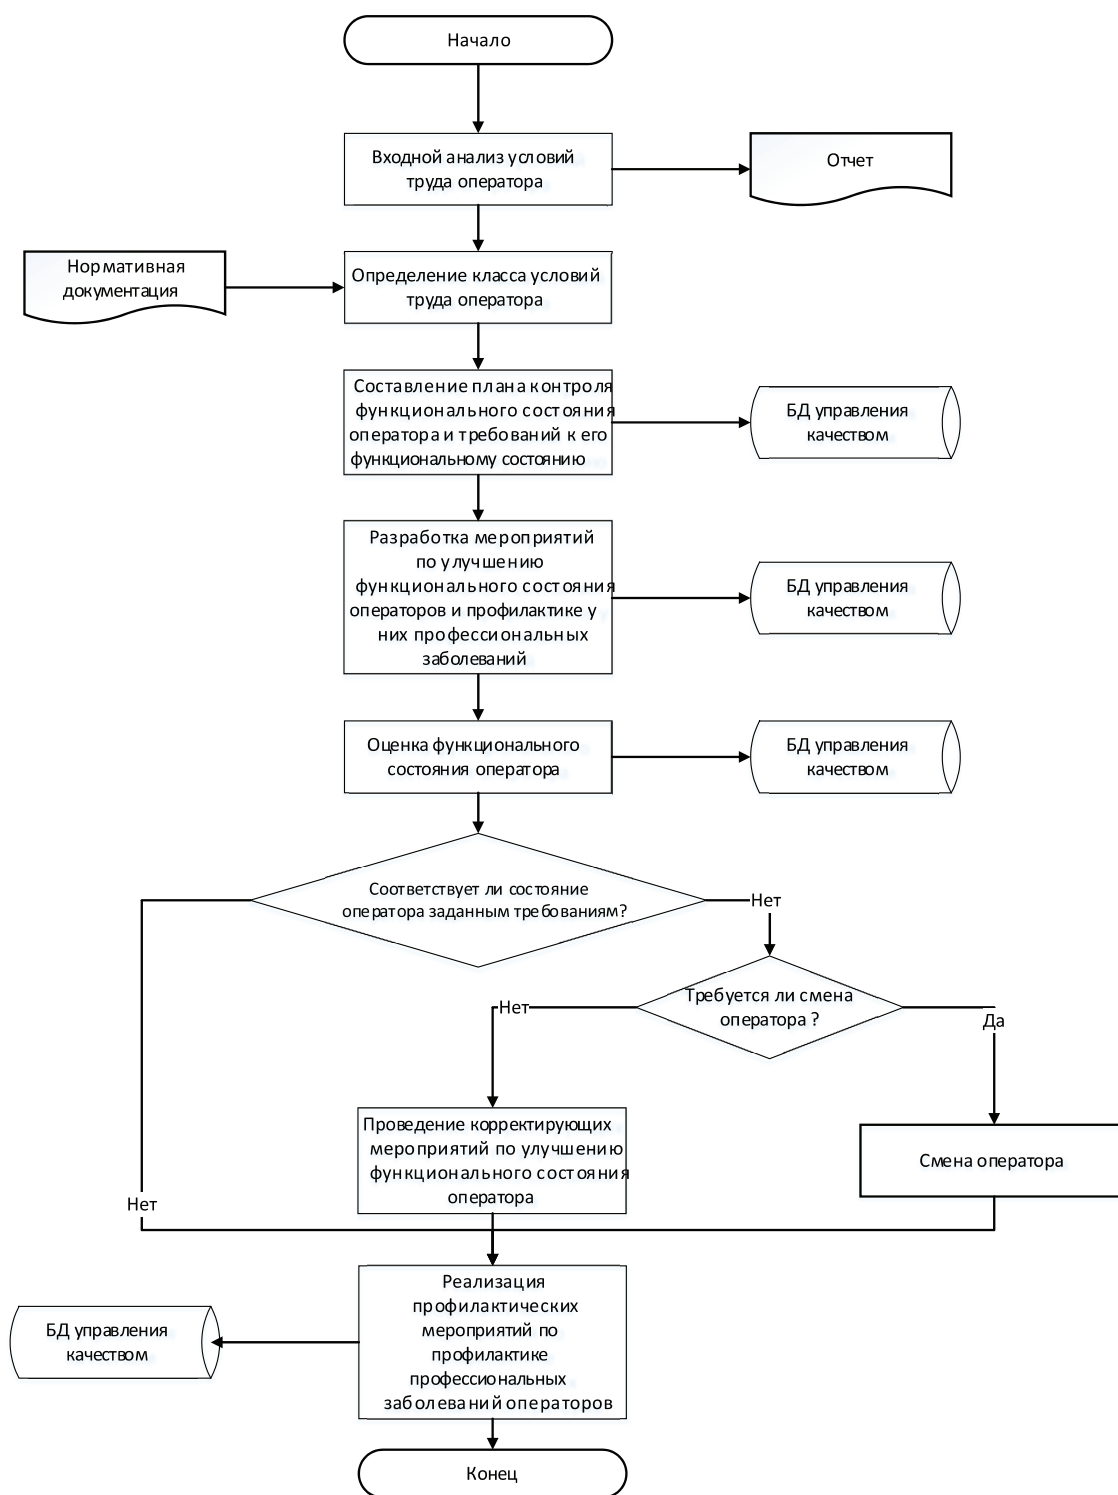 Начало
Входной анализ условий
труда оператора
Отчет
Нормативная
документация
Определение класса условий
труда оператора
Составление плана контроля
функционального состояния
оператора и требований к его
функциональному состоянию
БД управления
качеством
Разработка мероприятий
по улучшению
функционального состояния
операторов и профилактике у
них профессиональных
заболеваний
БД управления
качеством
Оценка функционального
состояния оператора
БД управления
качеством
Соответствует ли состояние
оператора заданным требованиям?
Нет
Требуется ли смена
оператора ?
Нет
Да
Проведение корректирующих
мероприятий по улучшению
функционального состояния
оператора
Смена оператора
Нет
Реализация
профилактических
мероприятий по
профилактике
профессиональных
заболеваний операторов
БД управления
качеством
Конец